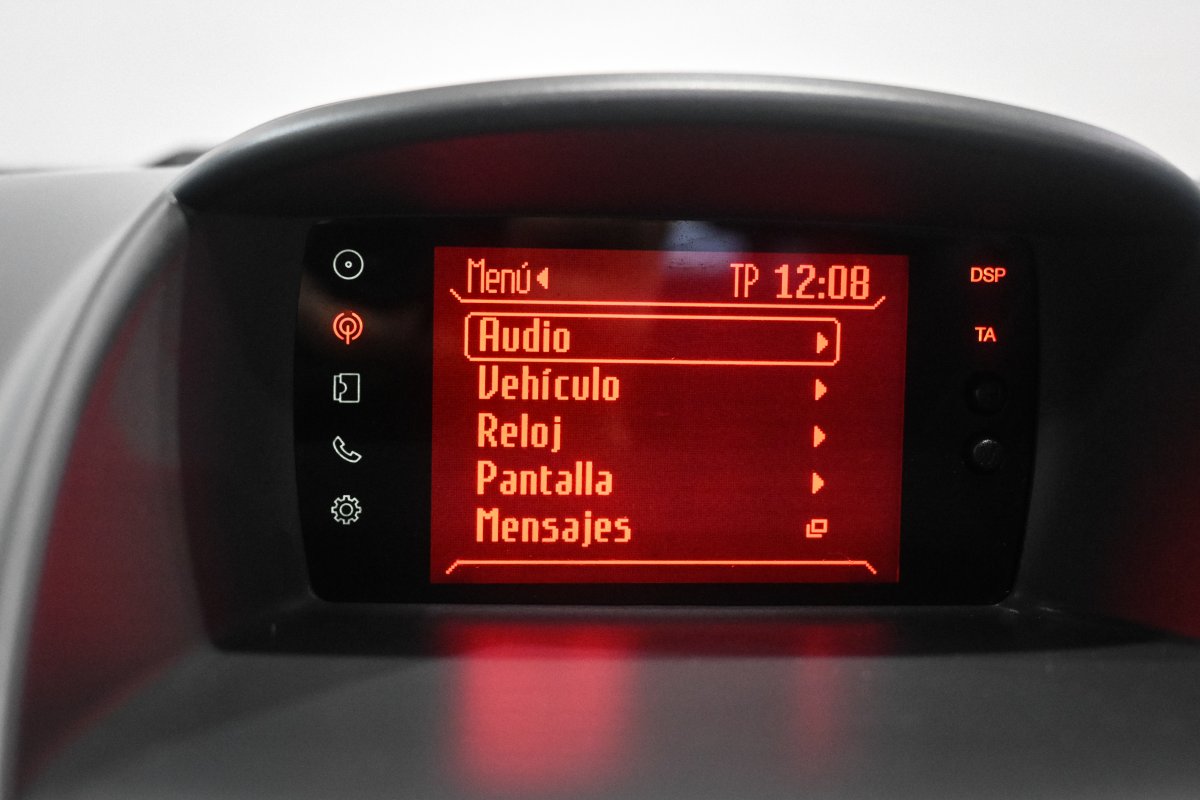 Menú TP 12:08
Audio
Vehículo
Reloj
Pantalla
Mensajes
DSP
TA